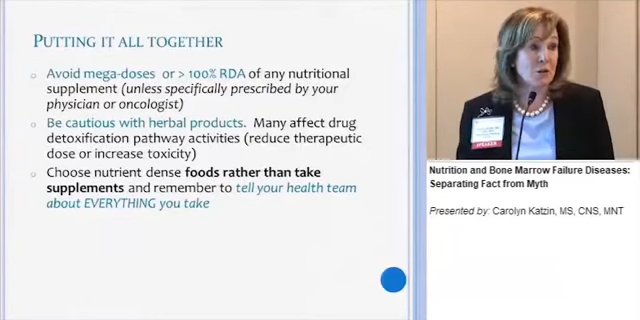 PUTTING IT ALL TOGETHER
Avoid mega-doses or > 100% RDA of any nutritional
supplement (unless specifically prescribed by your
physician or oncologist)
Be cautious with herbal products. Many affect drug
detoxification pathway activities (reduce therapeutic
dose or increase toxicity)
Choose nutrient dense foods rather than take
supplements and remember to tell your health team
about EVERYTHING you take
SPEAKER
Nutrition and Bone Marrow Failure Diseases:
Separating Fact from Myth
Presented by: Carolyn Katzin, MS, CNS, MNT